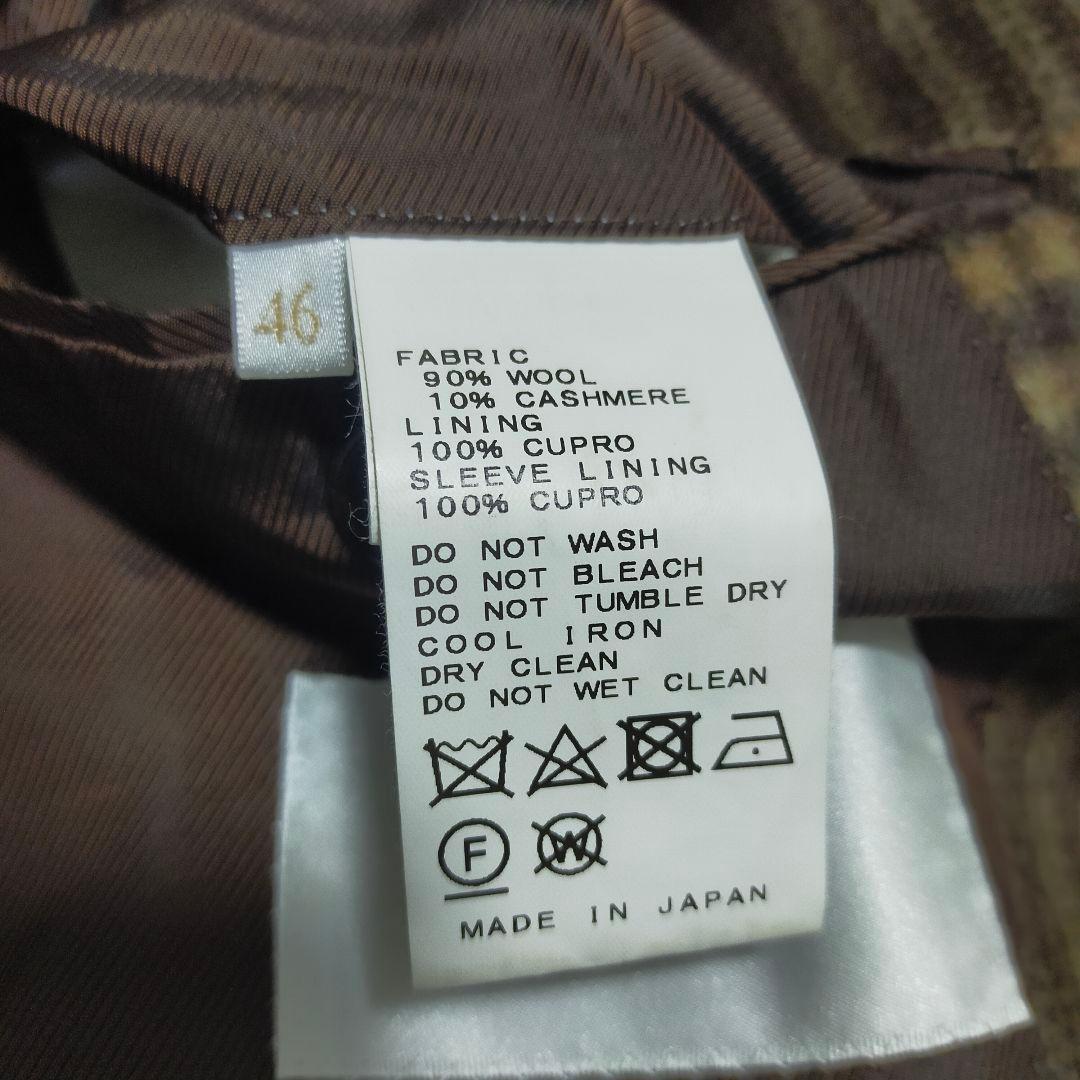 46
FABRIC
90% WOOL
10% CASHMERE
LINING
100% CUPRO
SLEEVE LINING
100% CUPRO
DO NOT WASH
DO NOT BLEACH
DO NOT TUMBLE DRY
COOL IRON
DRY CLEAN
DO NOT WET CLEAN
F W
MADE IN JAPAN